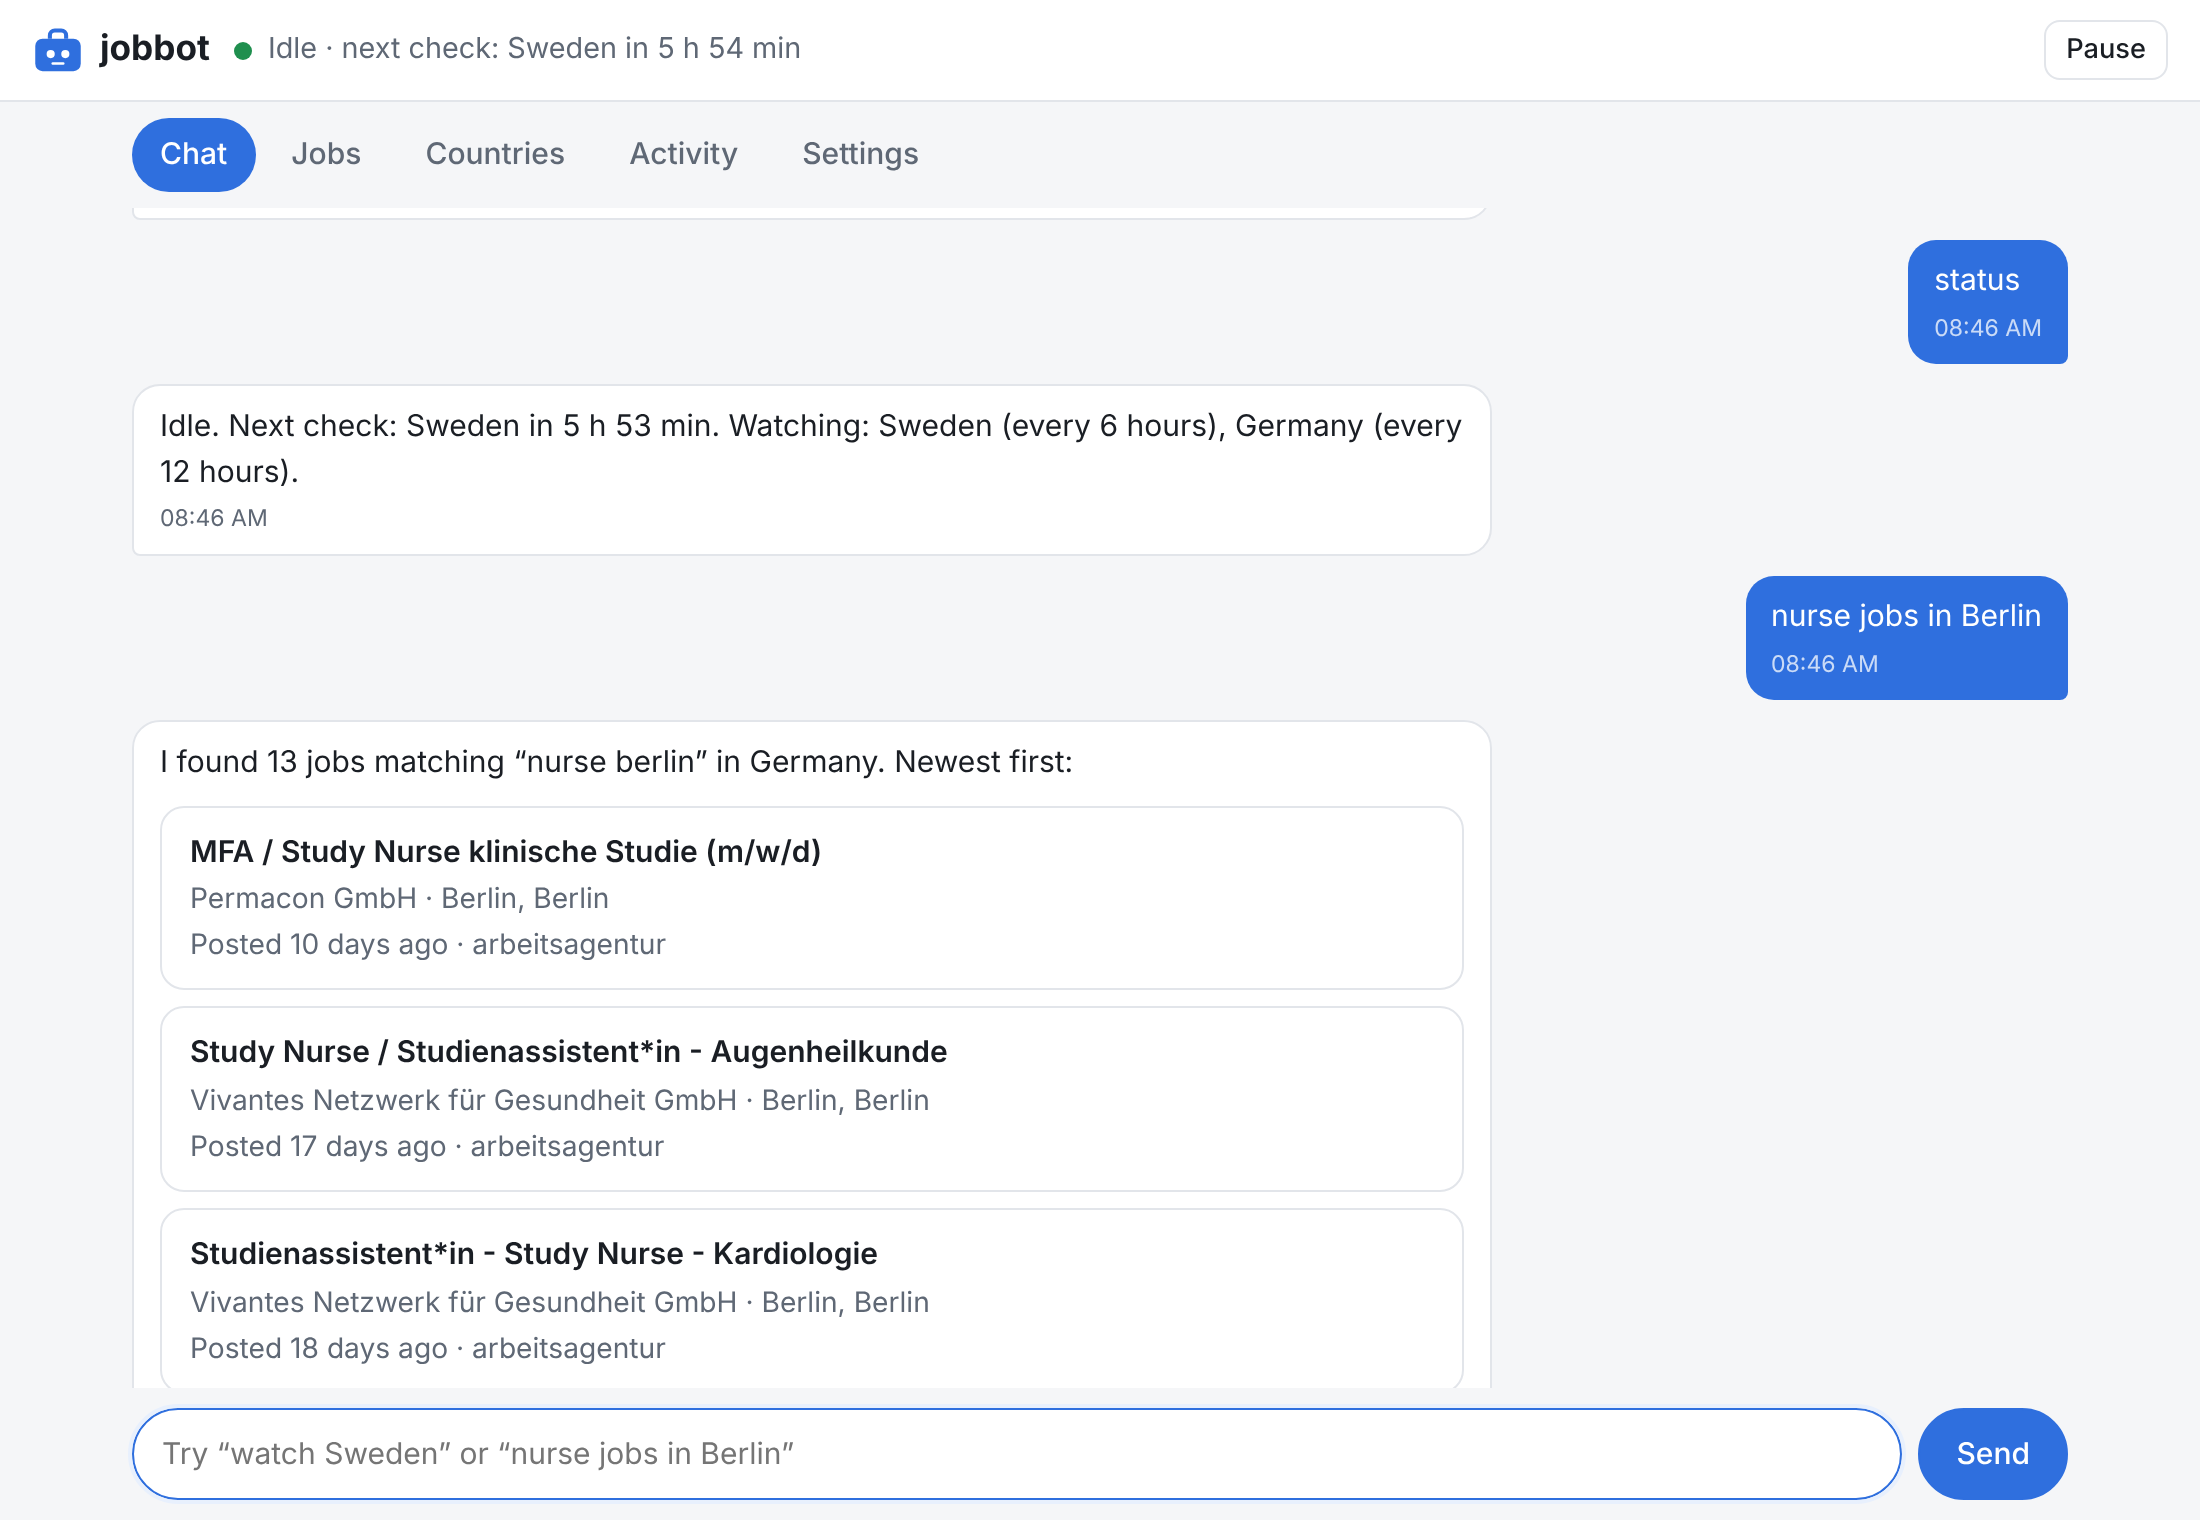 jobbot
Idle · next check: Sweden in 5 h 54 min
Pause
Chat
Jobs
Countries
Activity
Settings
status
08:46 AM
Idle. Next check: Sweden in 5 h 53 min. Watching: Sweden (every 6 hours), Germany (every
12 hours).
08:46 AM
nurse jobs in Berlin
08:46 AM
I found 13 jobs matching “nurse berlin” in Germany. Newest first:
MFA / Study Nurse klinische Studie (m/w/d)
Permacon GmbH · Berlin, Berlin
Posted 10 days ago · arbeitsagentur
Study Nurse / Studienassistent*in - Augenheilkunde
Vivantes Netzwerk für Gesundheit GmbH · Berlin, Berlin
Posted 17 days ago · arbeitsagentur
Studienassistent*in - Study Nurse - Kardiologie
Vivantes Netzwerk für Gesundheit GmbH · Berlin, Berlin
Posted 18 days ago · arbeitsagentur
Try “watch Sweden” or “nurse jobs in Berlin”
Send